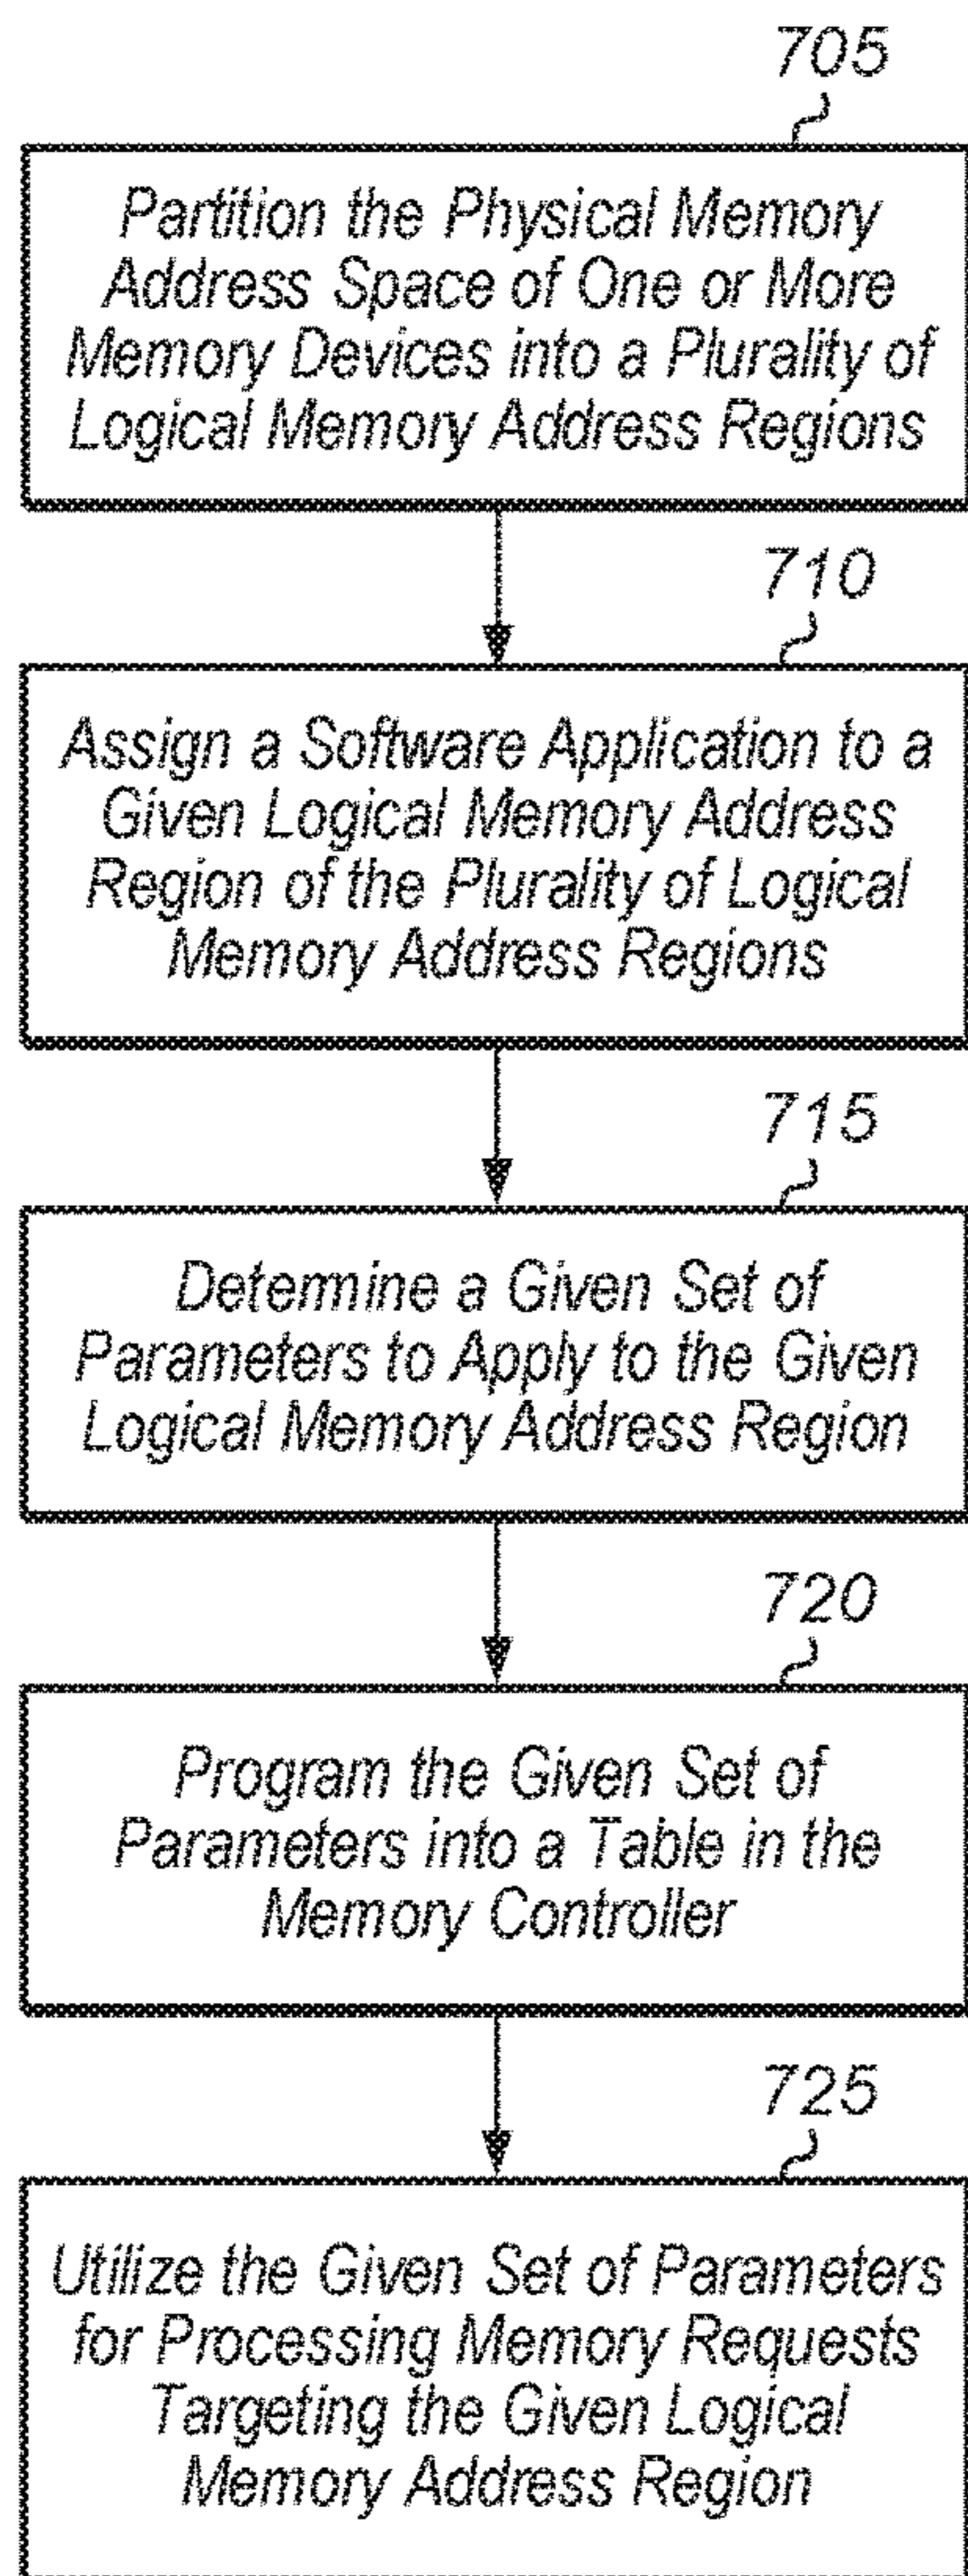 705
Partition the Physical Memory
Address Space of One or More
Memory Devices into a Plurality of
Logical Memory Address Regions
710
Assign a Software Application to a
Given Logical Memory Address
Region of the Plurality of Logical
Memory Address Regions
715
Determine a Given Set of
Parameters to Apply to the Given
Logical Memory Address Region
720
Program the Given Set of
Parameters into a Table in the
Memory Controller
725
Utilize the Given Set of Parameters
for Processing Memory Requests
Targeting the Given Logical
Memory Address Region